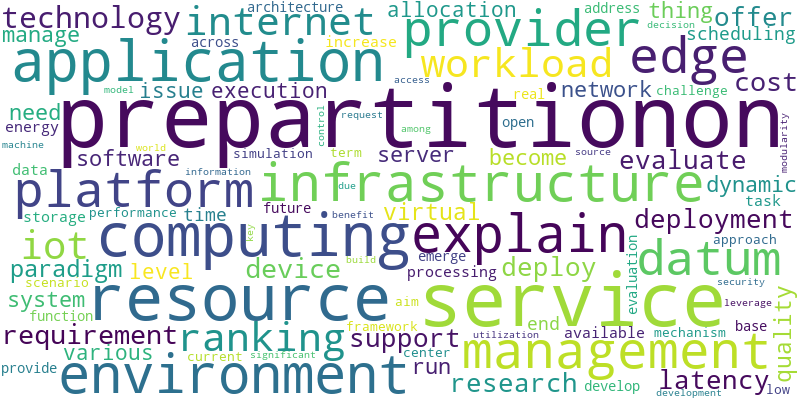 technology
internet
architecture
allocation
address
thing
offer
decision
manage
across
increase
provider
scheduling
application
workload
edge
model
issue
execution
access
real
network
challenge
cost
need
prepartitionon
energy
control
request
among
open
machine
world
modularity
software
simulation
term
server
become
source
evaluate
data
information
platform
infrastructure
due
dynamic
task
storage
performance
time
future
benefit
virtual
deployment
iot
computing
key
explain
emerge
evaluation
approach
datum
paradigm
level
device
build
processing
deploy
security
scenario
system
resource
aim
service
leverage
function
framework
end
requirement
ranking
support
utilization
available
mechanism
base
quality
various
current
significant
center
management
provide
environment
run
research
develop
latency
low
development